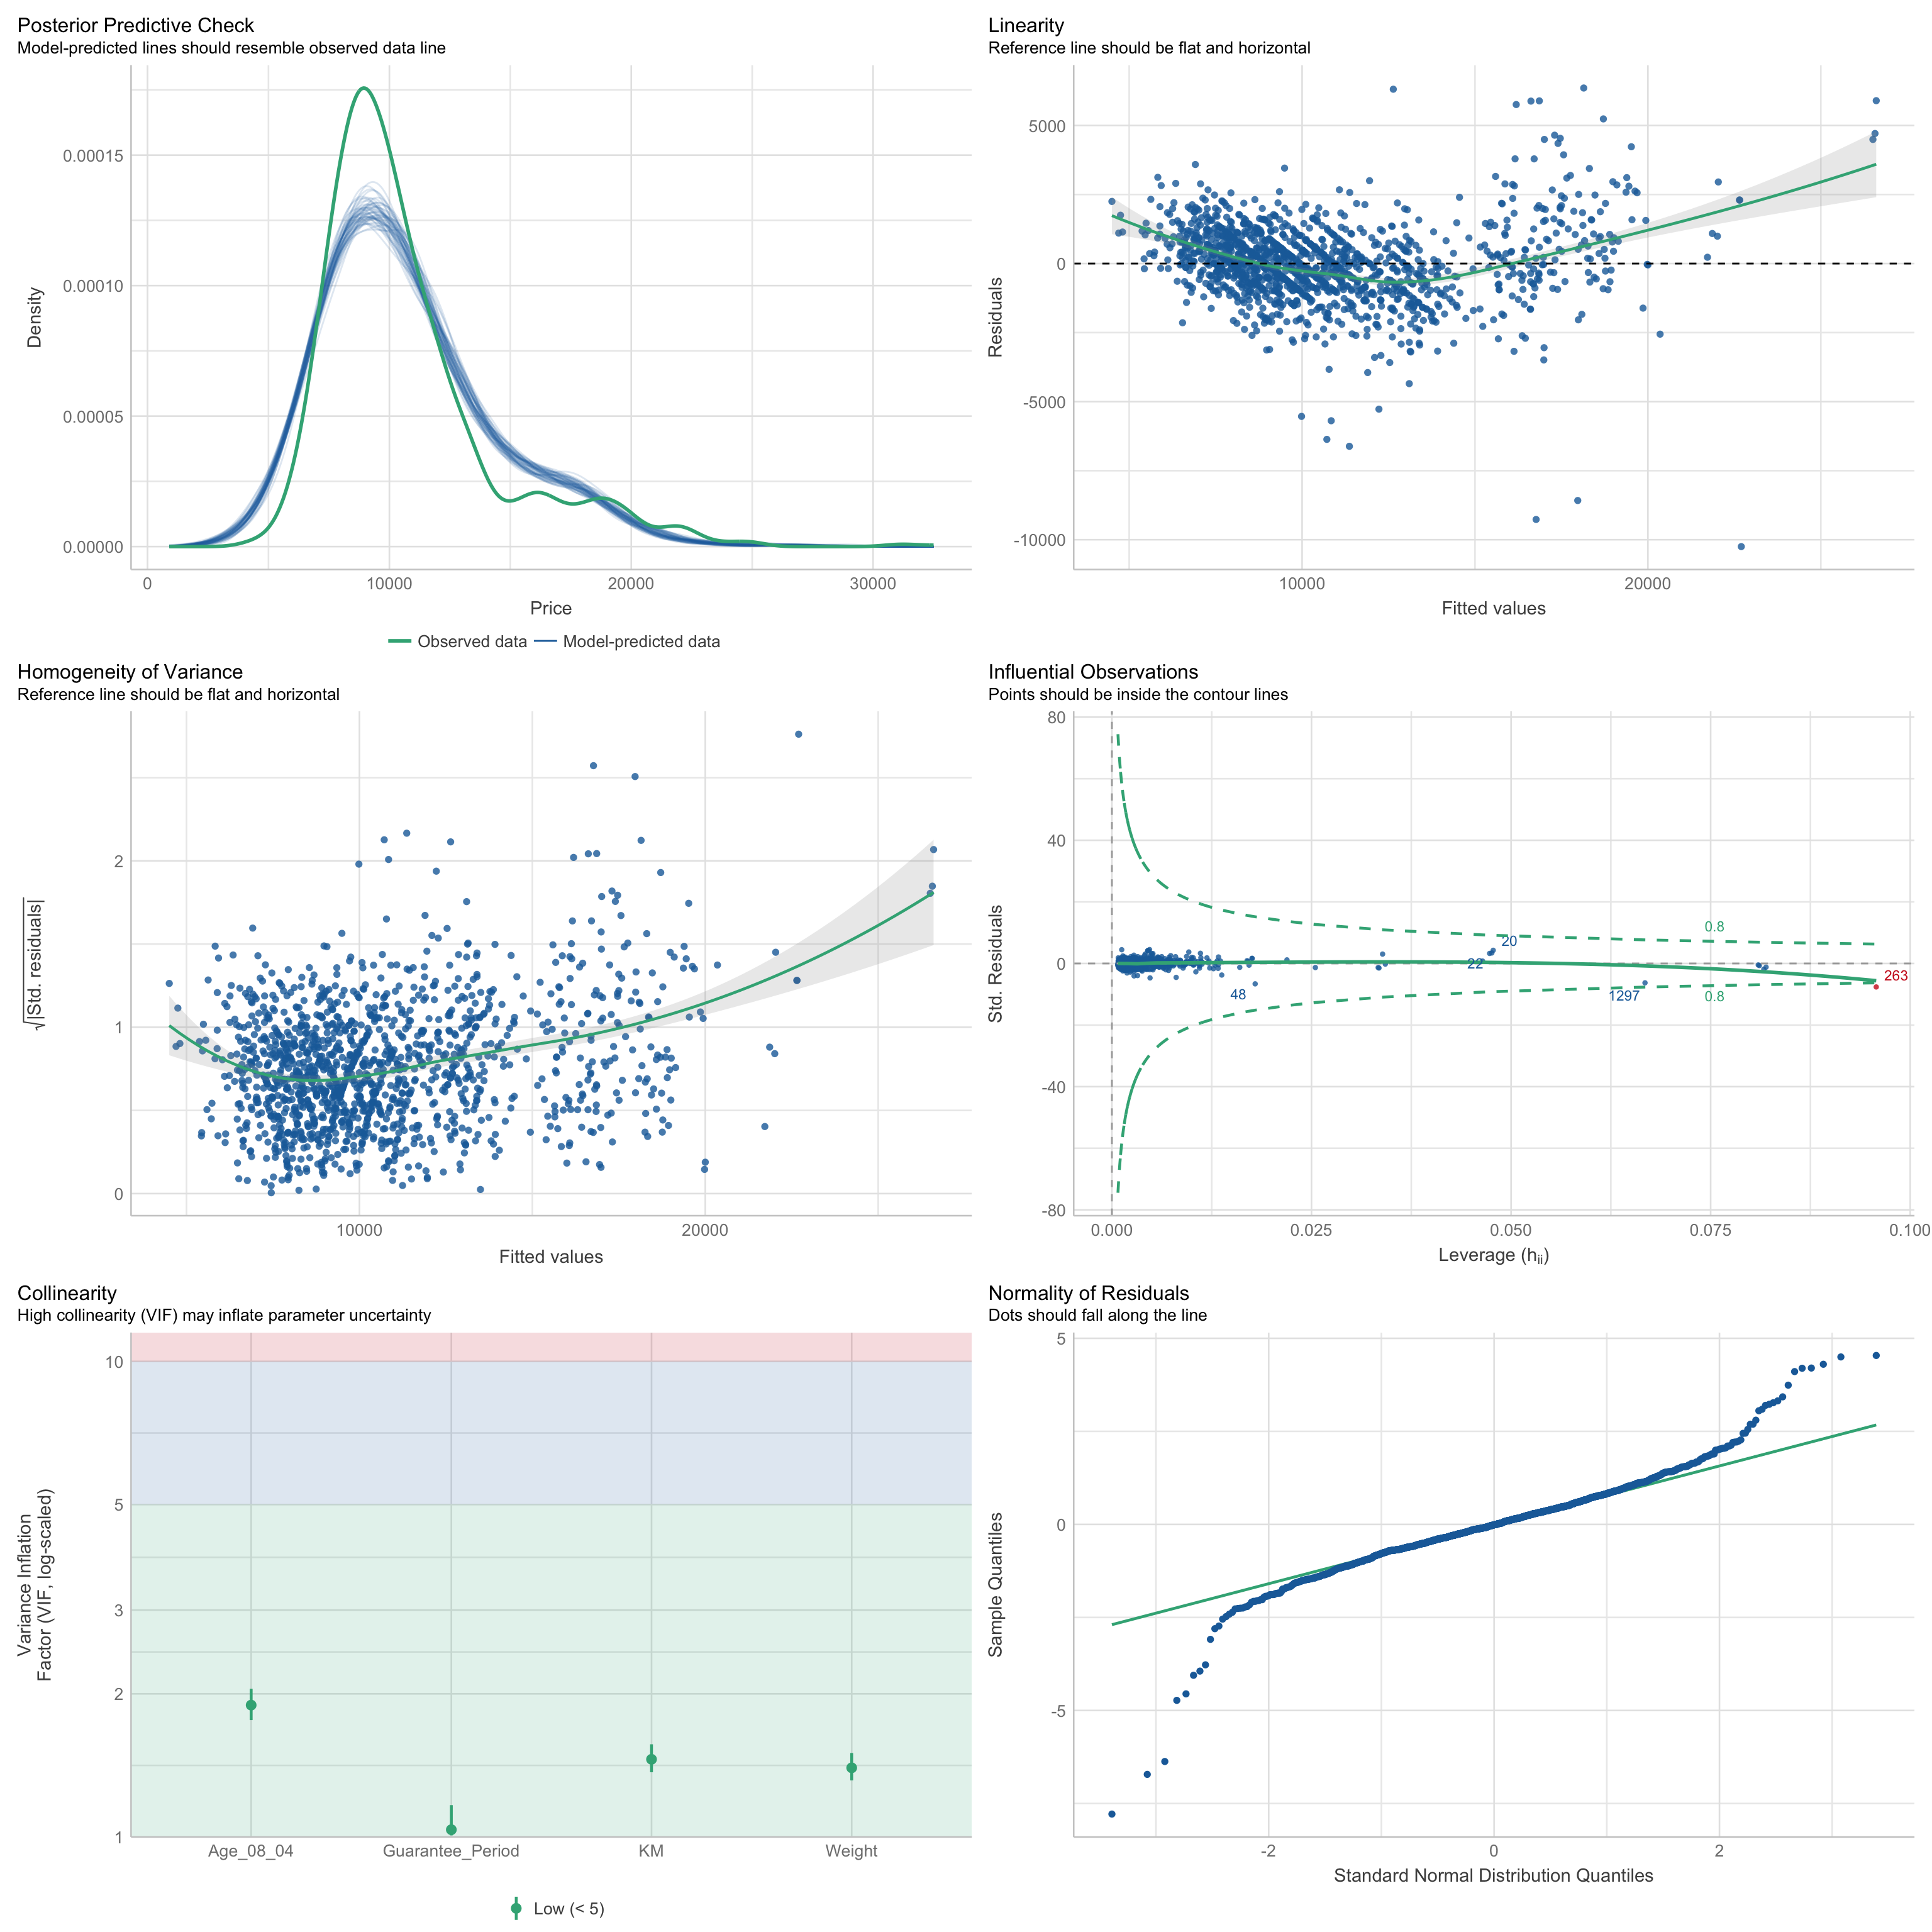 Posterior Predictive Check
Model-predicted lines should resemble observed data line
0.00015
0.00010
0.00005
0.00000
Density
0
10000
20000
30000
Price
Observed data
Model-predicted data
Linearity
Reference line should be flat and horizontal
5000
0
-5000
-10000
Residuals
10000
20000
Fitted values
Homogeneity of Variance
Reference line should be flat and horizontal
2
1
0
√|Std. residuals|
10000
20000
Fitted values
Influential Observations
Points should be inside the contour lines
80
40
0
-40
-80
Std. Residuals
0.8
20
22
263
48
1297
0.8
0.000
0.025
0.050
0.075
0.100
Leverage (hii)
Collinearity
High collinearity (VIF) may inflate parameter uncertainty
10
5
3
2
1
Variance Inflation
Factor (VIF, log-scaled)
Age_08_04
Guarantee_Period
KM
Weight
Low (< 5)
Normality of Residuals
Dots should fall along the line
5
0
-5
Sample Quantiles
-2
0
2
Standard Normal Distribution Quantiles